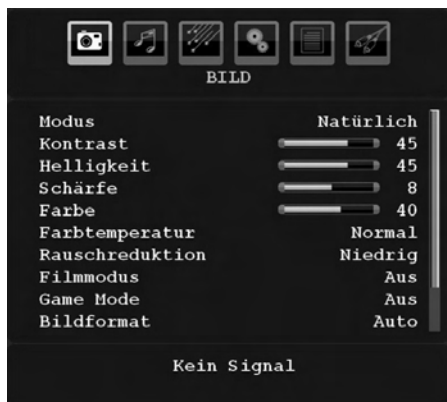 BILD
Modus Natürlich
Kontrast 45
Helligkeit 45
Schärfe 8
Farbe 40
Farbtemperatur Normal
Rauschreduktion Niedrig
Filmmodus Aus
Game Mode Aus
Bildformat Auto
Kein Signal